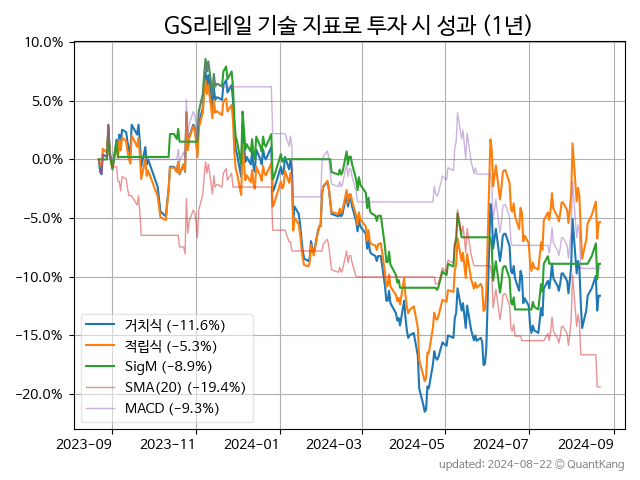 GS리테일 기술 지표로 투자 시 성과 (1년)
10.0%
5.0%
0.0%
−5.0%
−10.0%
−15.0%
−20.0%
거치식 (−11.6%)
적립식 (−5.3%)
SigM (−8.9%)
SMA(20) (−19.4%)
MACD (−9.3%)
2023-09 2023-11 2024-01 2024-03 2024-05 2024-07 2024-09
updated: 2024-08-22 ⓒ QuantKang